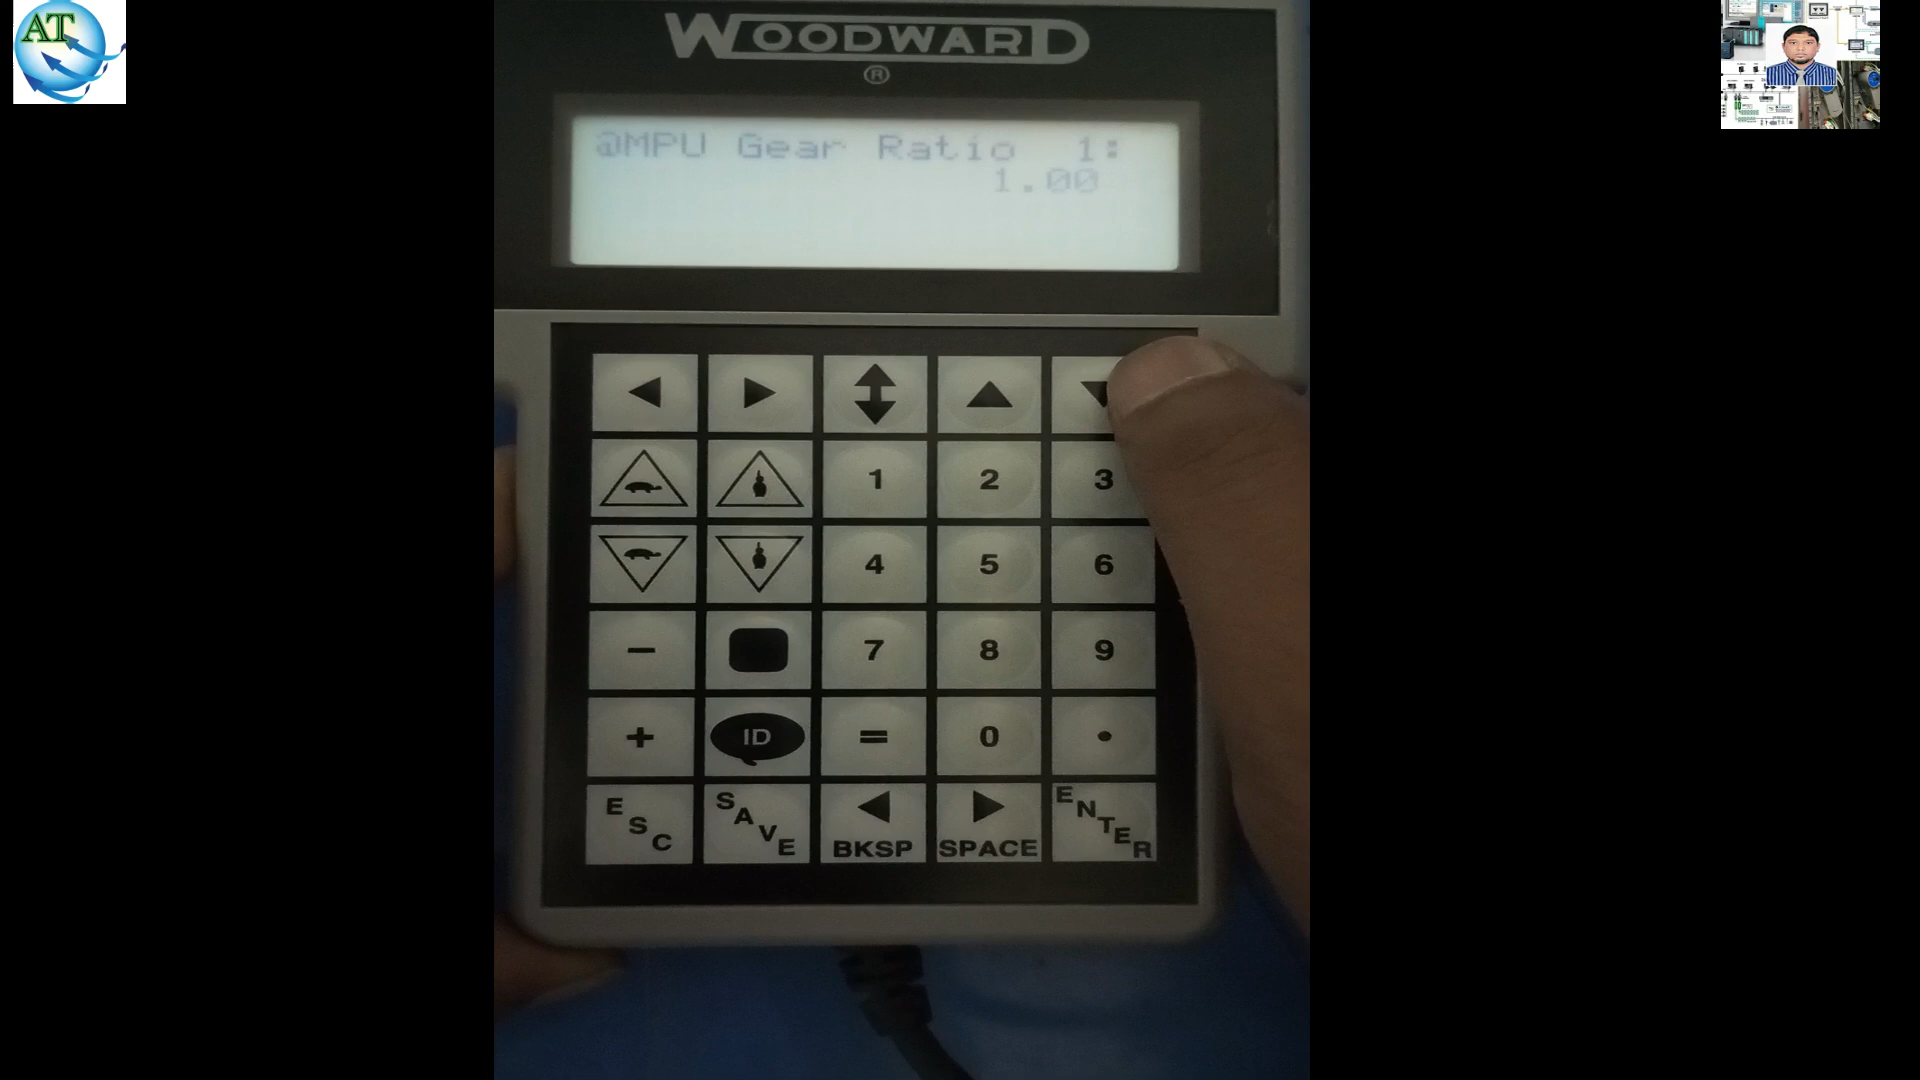 AT
WOODWARD
®
@MPU Gear Ratio 1:
1.00
1 2 3
4 5 6
− 7 8 9
+ ID = 0 •
ESC SAVE BKSP SPACE ENTER